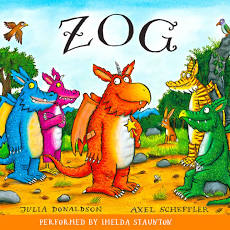 ZOG
JULIA DONALDSON AXEL SCHEFFLER
PERFORMED BY IMELDA STAUNTON